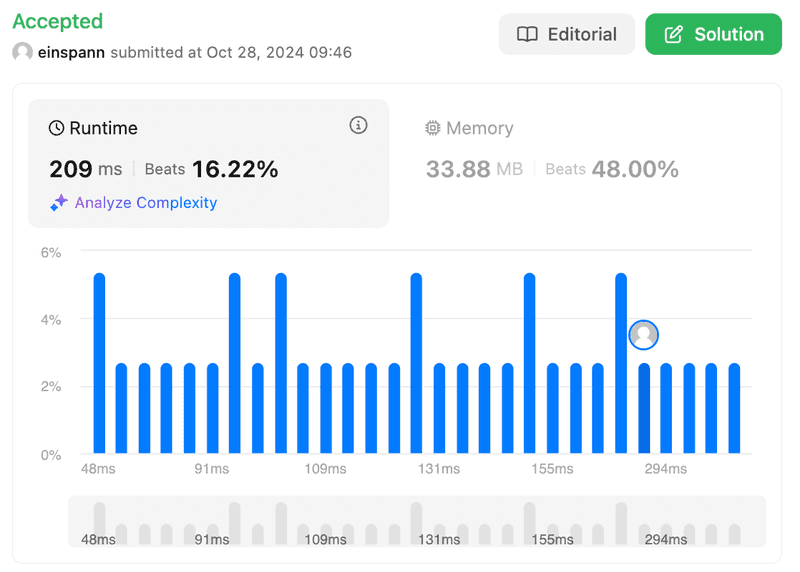 Accepted
einspann submitted at Oct 28, 2024 09:46
Editorial
Solution
Runtime
209 ms Beats 16.22%
Analyze Complexity
Memory
33.88 MB Beats 48.00%
6%
4%
2%
0%
48ms 91ms 109ms 131ms 155ms 294ms
48ms 91ms 109ms 131ms 155ms 294ms